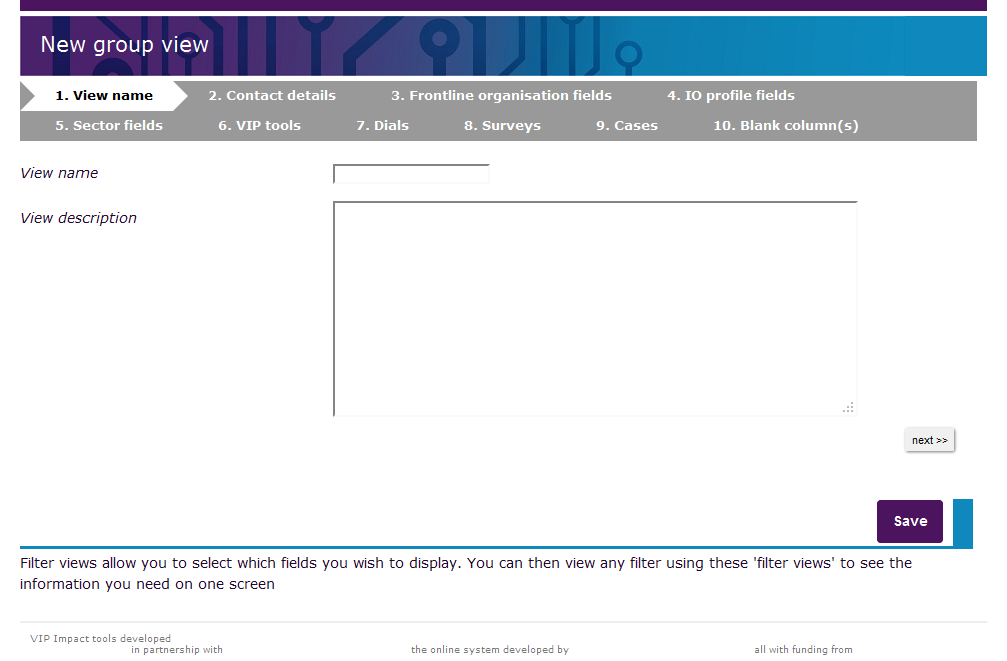 New group view
1. View name 2. Contact details 3. Frontline organisation fields 4. IO profile fields
5. Sector fields 6. VIP tools 7. Dials 8. Surveys 9. Cases 10. Blank column(s)
View name
View description
next >>
Save
Filter views allow you to select which fields you wish to display. You can then view any filter using these 'filter views' to see the
information you need on one screen
VIP Impact tools developed
in partnership with the online system developed by all with funding from